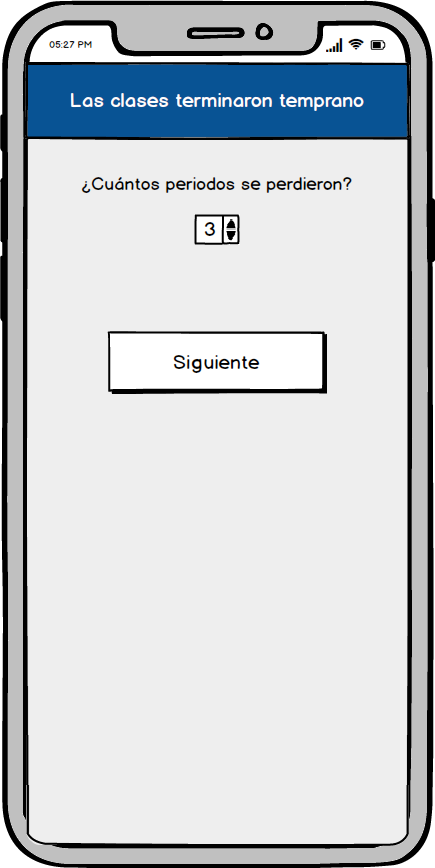 05:27 PM
Las clases terminaron temprano
¿Cuántos periodos se perdieron?
3
Siguiente